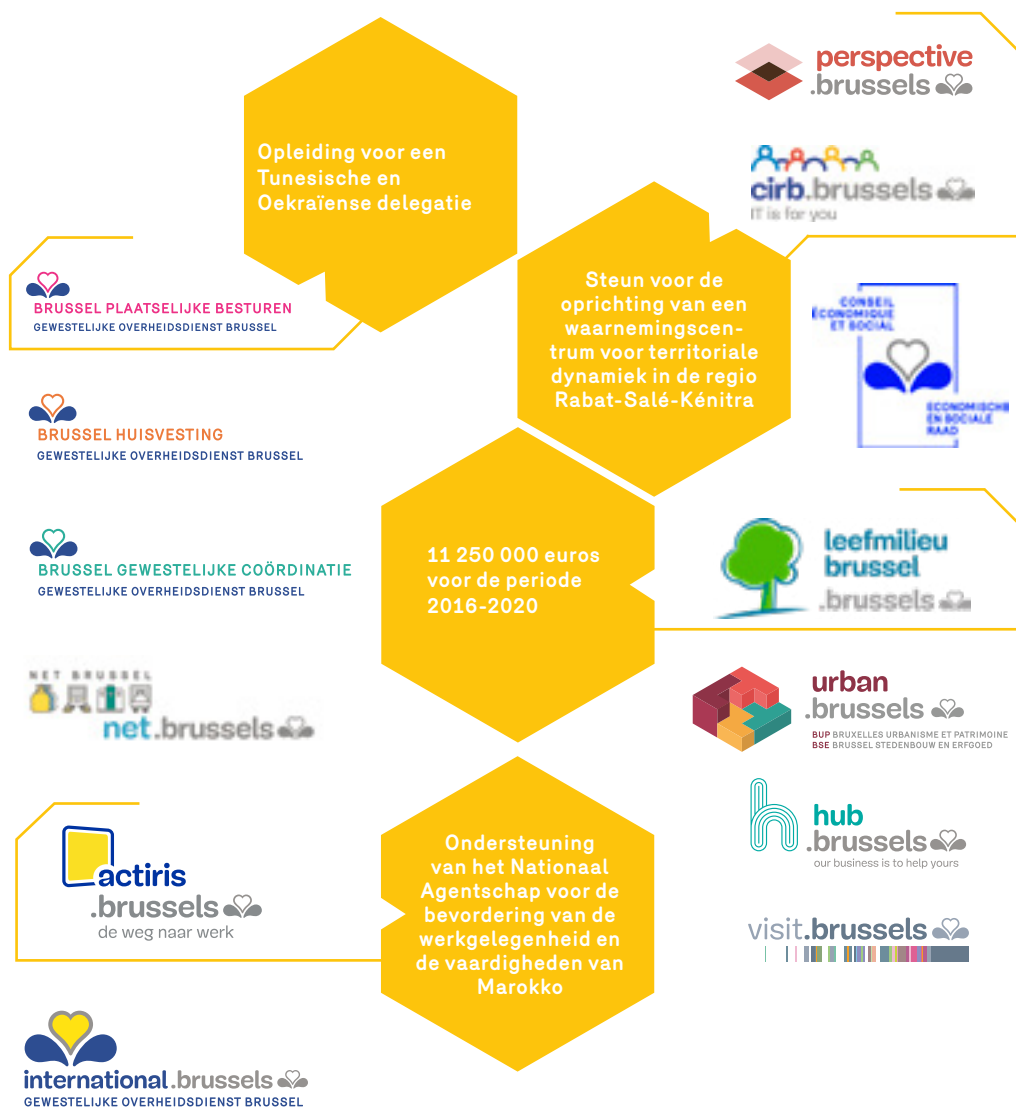 Opleiding voor een
Tunesische en
Oekraïense delegatie
perspective
.brussels
cirb.brussels
IT is for you
BRUSSEL PLAATSELIJKE BESTUREN
GEWESTELIJKE OVERHEIDSDIENST BRUSSEL
Steun voor de
oprichting van een
waarnemingscen-
trum voor territoriale
dynamiek in de regio
Rabat-Salé-Kénitra
CONSEIL
ÉCONOMIQUE
ET SOCIAL
ECONOMISCHE
EN SOCIALE
RAAD
BRUSSEL HUISVESTING
GEWESTELIJKE OVERHEIDSDIENST BRUSSEL
11 250 000 euros
voor de periode
2016-2020
leefmilieu
brussel
.brussels
BRUSSEL GEWESTELIJKE COÖRDINATIE
GEWESTELIJKE OVERHEIDSDIENST BRUSSEL
NET BRUSSEL
net.brussels
urban
.brussels
BUP BRUXELLES URBANISME ET PATRIMOINE
BSE BRUSSEL STEDENBOUW EN ERFGOED
hub
.brussels
our business is to help yours
actiris
.brussels
de weg naar werk
Ondersteuning
van het Nationaal
Agentschap voor de
bevordering van de
werkgelegenheid en
de vaardigheden van
Marokko
visit.brussels
international.brussels
GEWESTELIJKE OVERHEIDSDIENST BRUSSEL